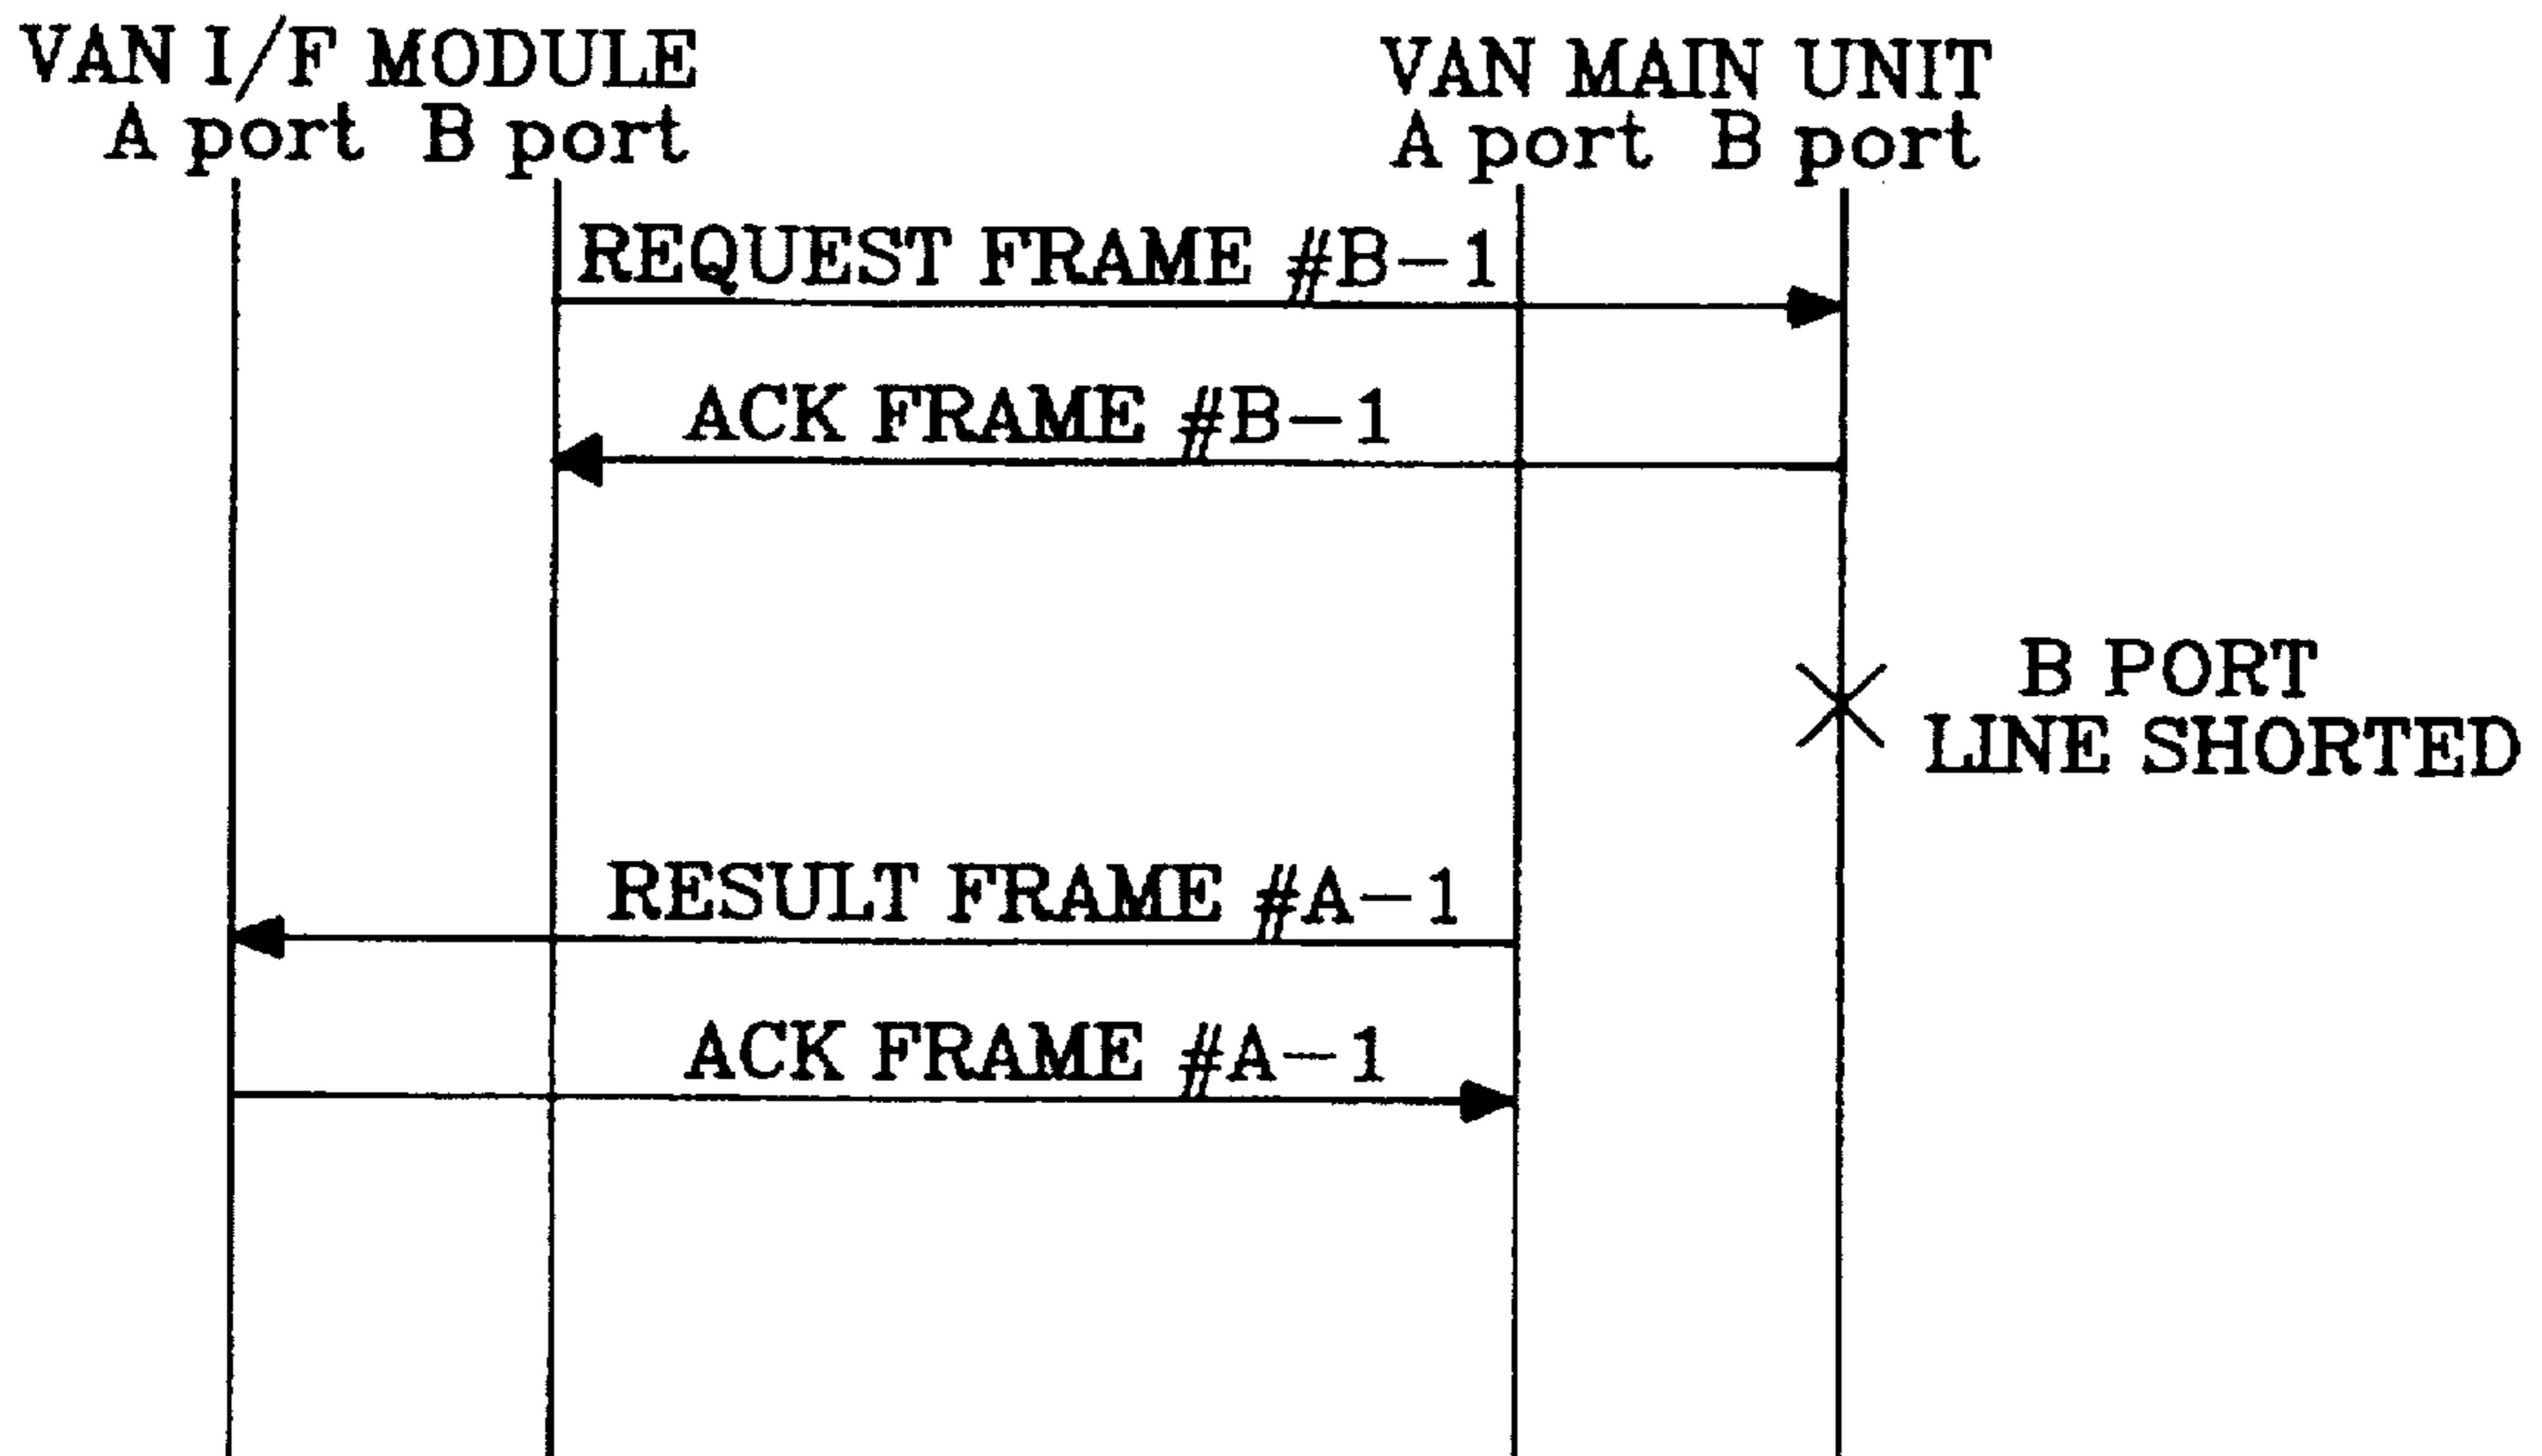 VAN I/F MODULE
A port B port
VAN MAIN UNIT
A port B port
REQUEST FRAME #B-1
ACK FRAME #B-1
B PORT
LINE SHORTED
RESULT FRAME #A-1
ACK FRAME #A-1